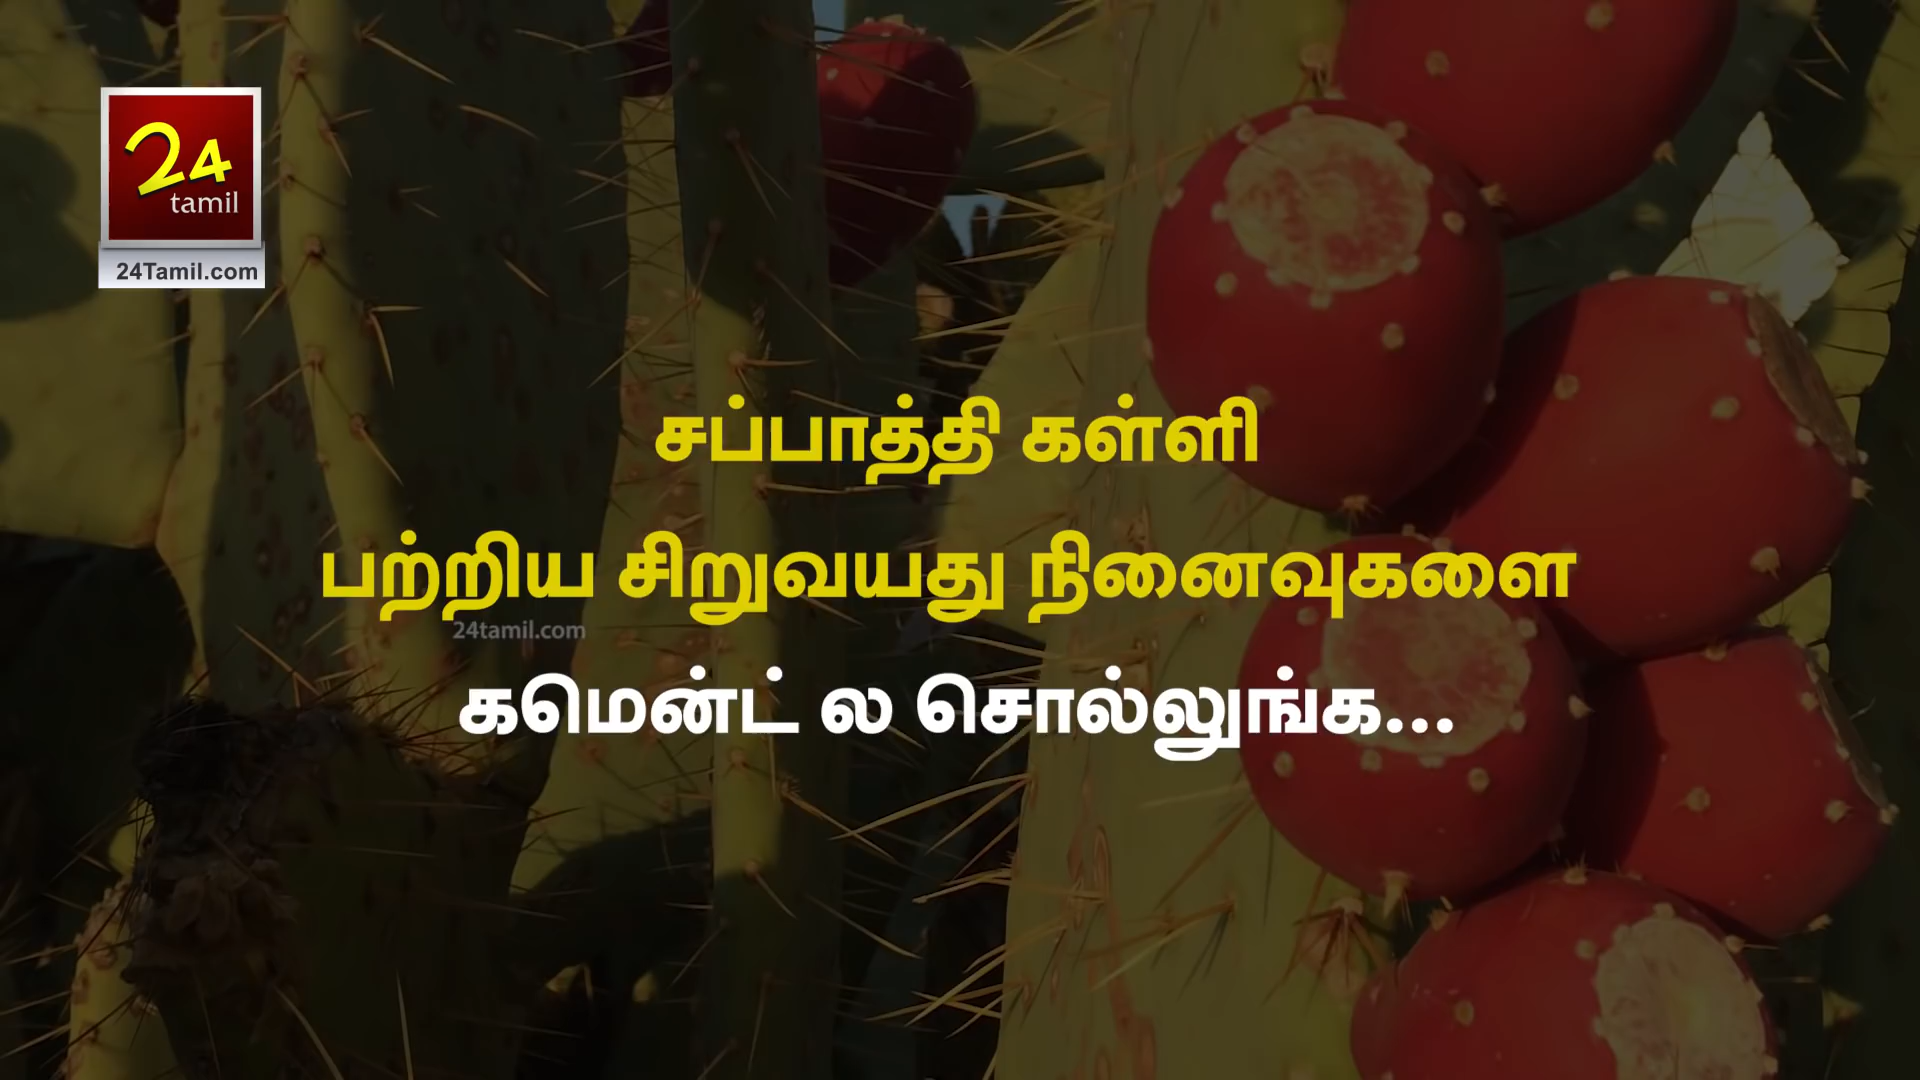 24
tamil
24Tamil.com
சப்பாத்தி கள்ளி
பற்றிய சிறுவயது நினைவுகளை
24tamil.com
கமென்ட் ல சொல்லுங்க...